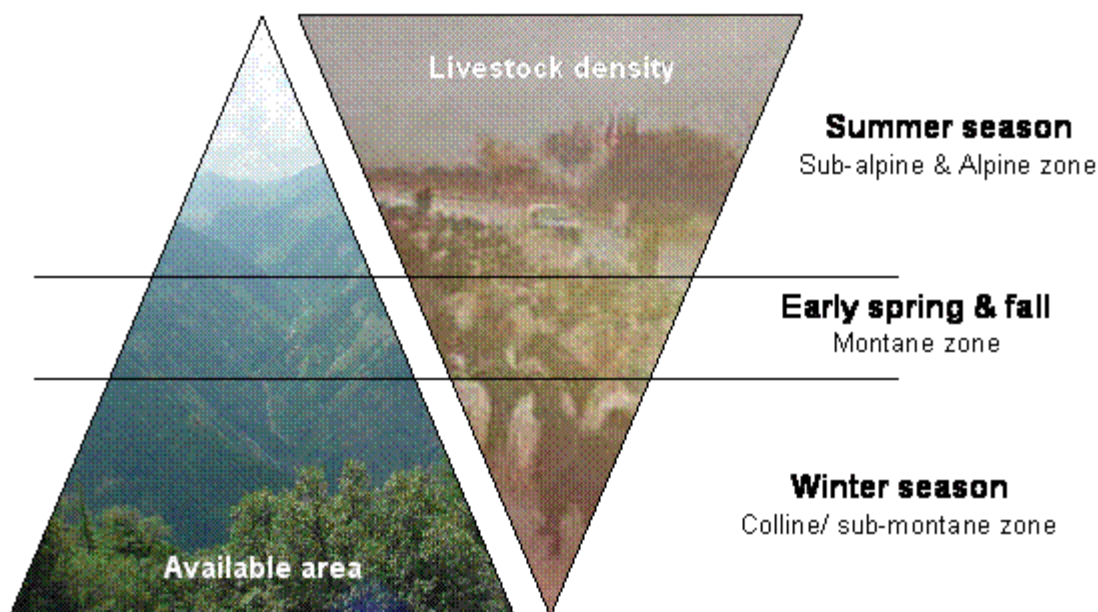 Livestock density
Summer season
Sub-alpine & Alpine zone
Early spring & fall
Montane zone
Winter season
Colline/ sub-montane zone
Available area